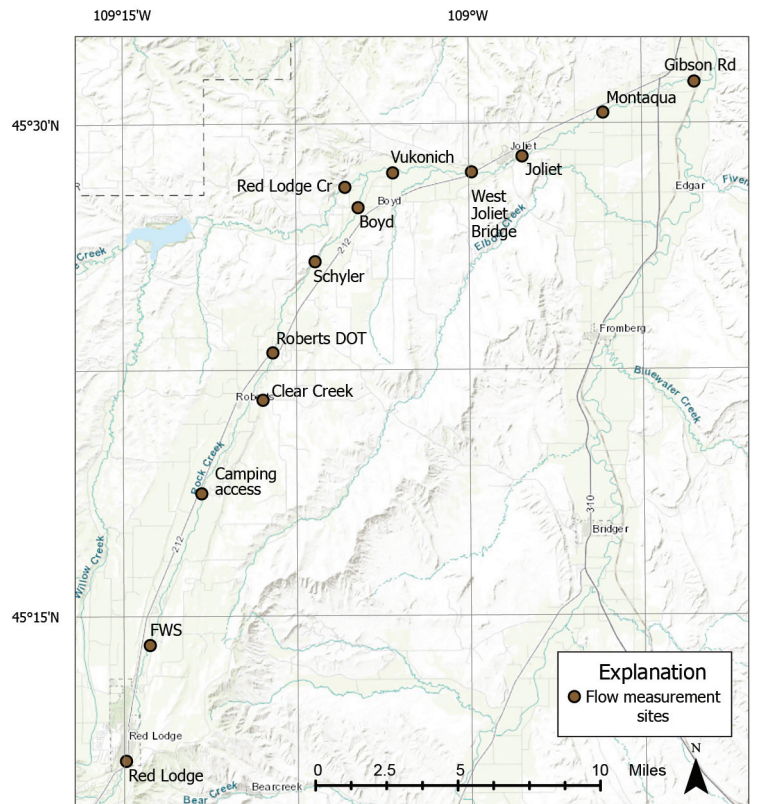 109°15'W
109°W
Gibson Rd
Montaqua
45°30'N
Joliet
Vukonich
Joliet
Red Lodge Cr
West
Joliet
Bridge
Edgar
Boyd
Boyd
Elbow Creek
212
Creek
Schyler
Fromberg
Roberts DOT
Bluewater Creek
Clear Creek
Rock Creek
Camping
access
310
Bridger
212
Willow Creek
45°15'N
FWS
Explanation
Flow measurement
sites
Red Lodge
Red Lodge
N
0
2.5
5
10
Miles
Bear Creek
Bearcreek